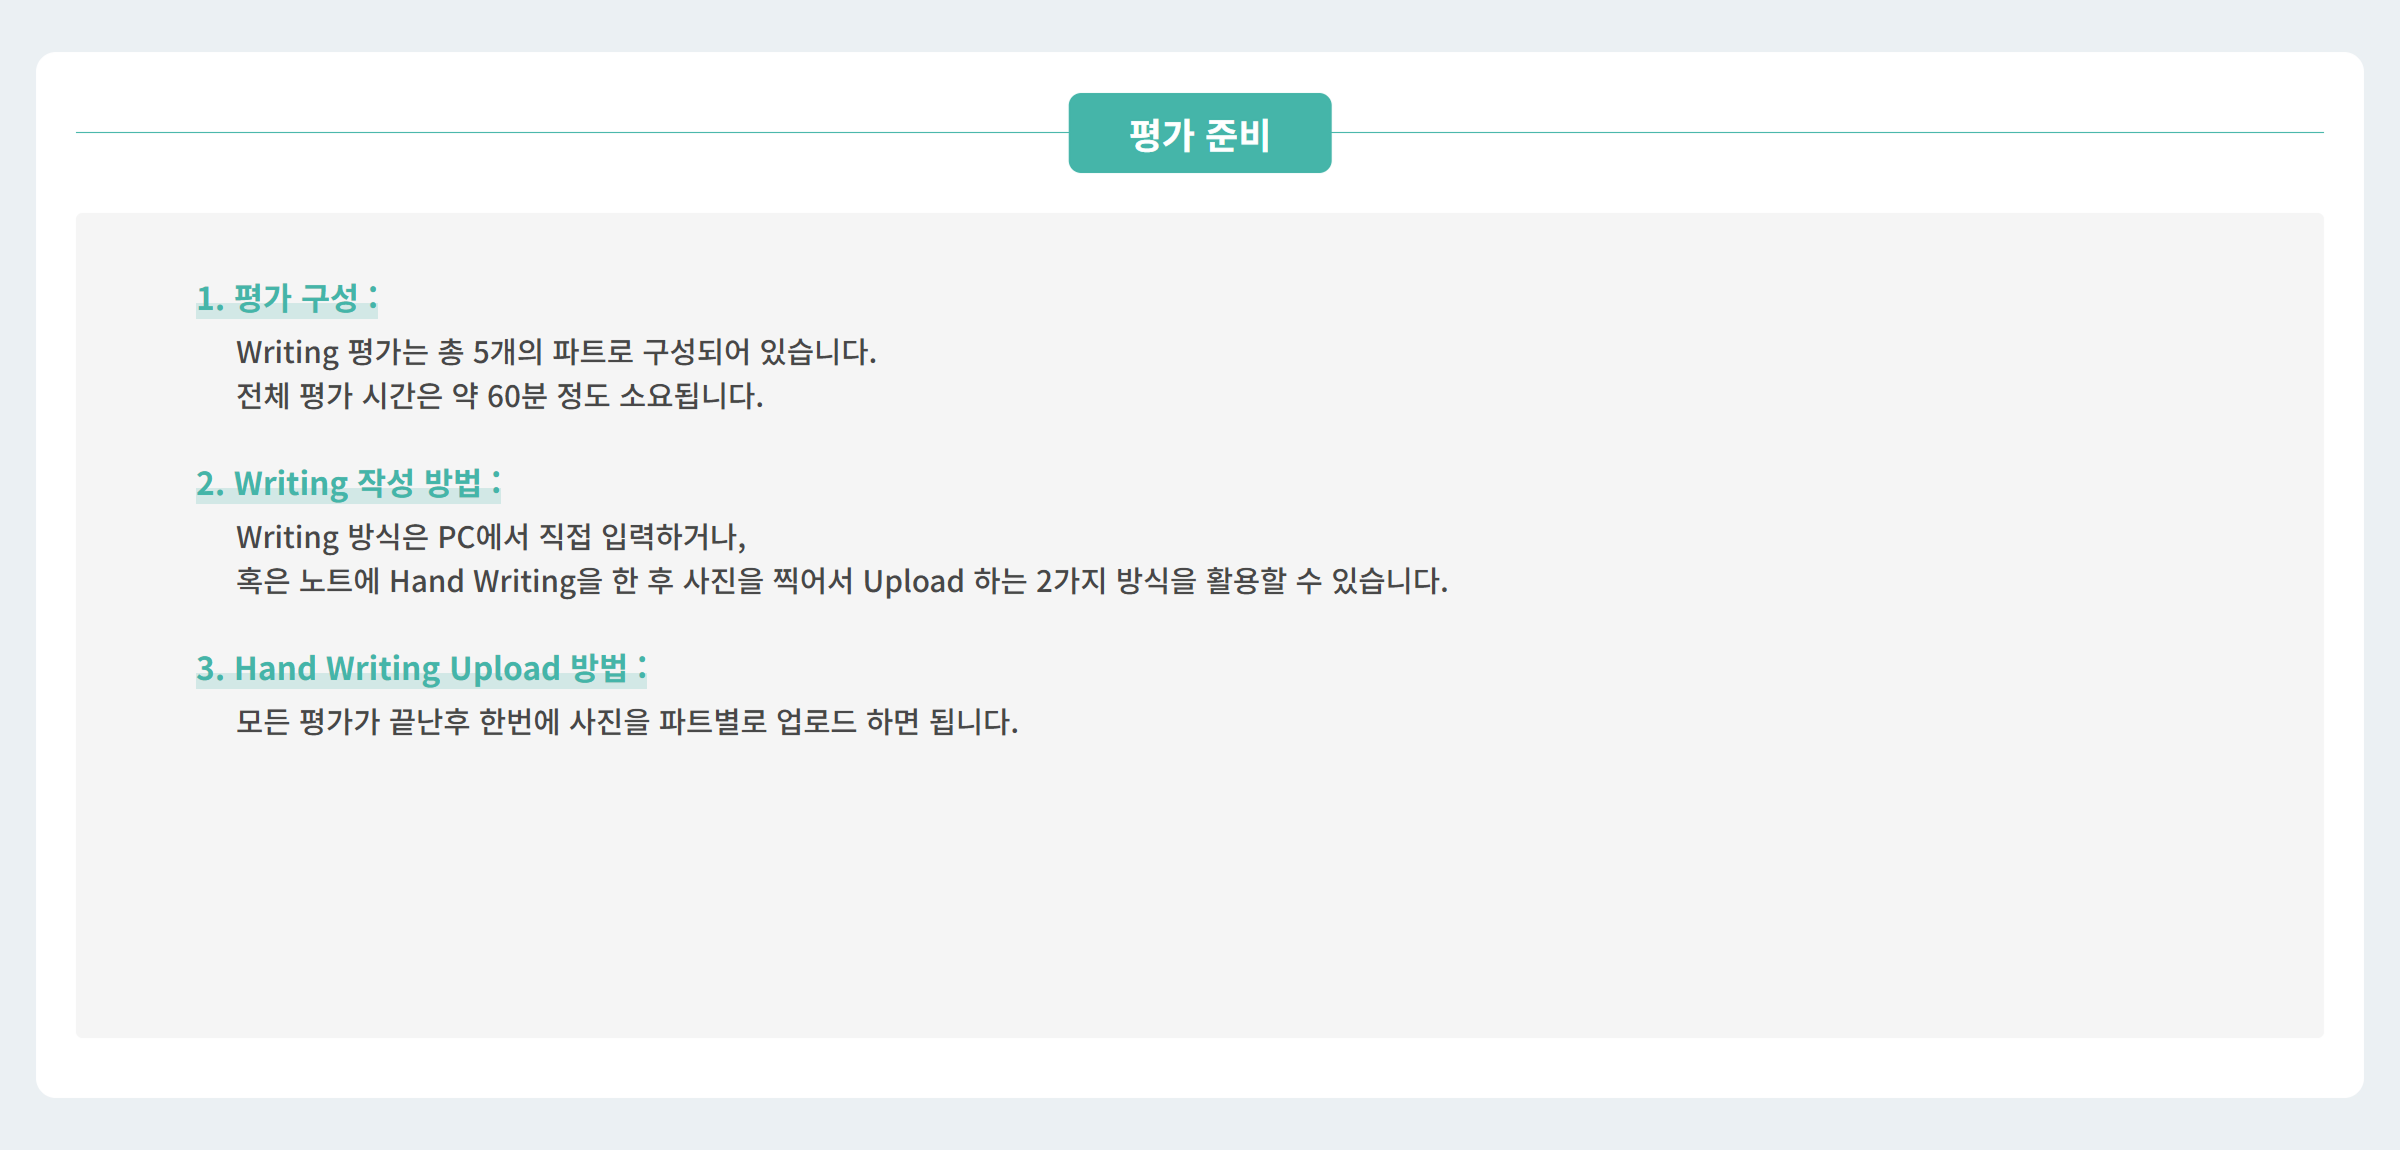 평가 준비
1. 평가 구성 :
Writing 평가는 총 5개의 파트로 구성되어 있습니다.
전체 평가 시간은 약 60분 정도 소요됩니다.
2. Writing 작성 방법 :
Writing 방식은 PC에서 직접 입력하거나,
혹은 노트에 Hand Writing을 한 후 사진을 찍어서 Upload 하는 2가지 방식을 활용할 수 있습니다.
3. Hand Writing Upload 방법 :
모든 평가가 끝난후 한번에 사진을 파트별로 업로드 하면 됩니다.